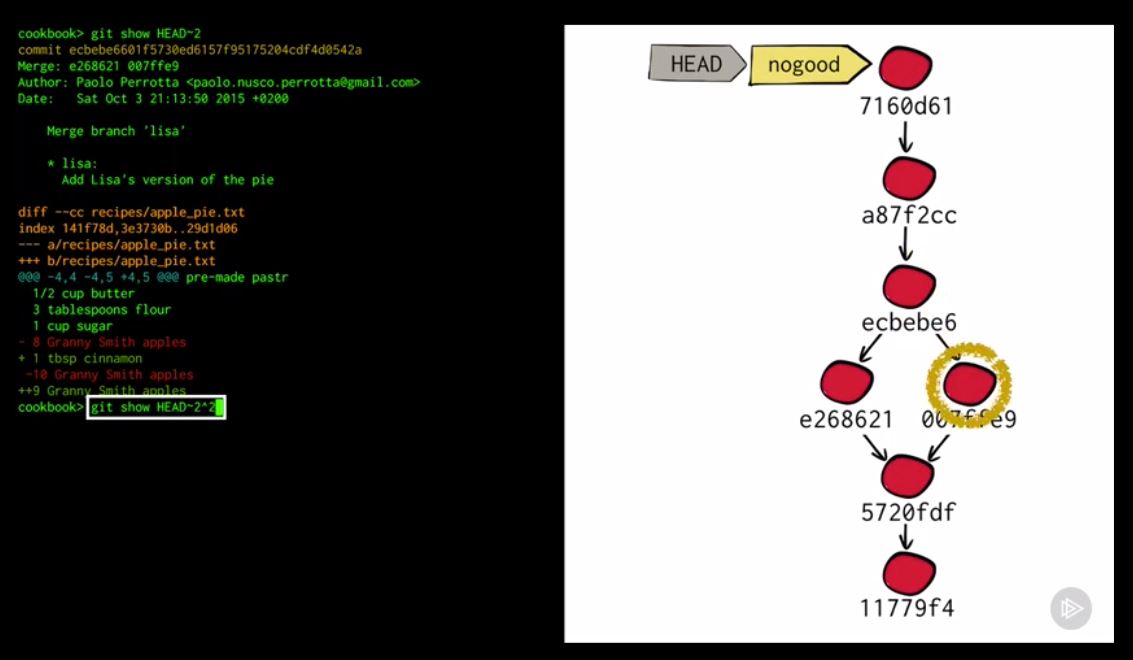 cookbook> git show HEAD~2
commit ecbebe6601f5730ed6157f95175204cdf4d0542a
Merge: e268621 007ffe9
Author: Paolo Perrotta <paolo.nusco.perrotta@gmail.com>
Date:   Sat Oct 3 21:13:50 2015 +0200
Merge branch 'lisa'
* lisa:
Add Lisa's version of the pie
diff --cc recipes/apple_pie.txt
index 141f78d,3e3730b..29d1d06
--- a/recipes/apple_pie.txt
+++ b/recipes/apple_pie.txt
@@@ -4,4 -4,5 +4,5 @@@ pre-made pastr
1/2 cup butter
3 tablespoons flour
1 cup sugar
- 8 Granny Smith apples
+ 1 tbsp cinnamon
-10 Granny Smith apples
++9 Granny Smith apples
cookbook> git show HEAD~2^2
HEAD
nogood
7160d61
a87f2cc
ecbebe6
e268621
007ffe9
5720fdf
11779f4